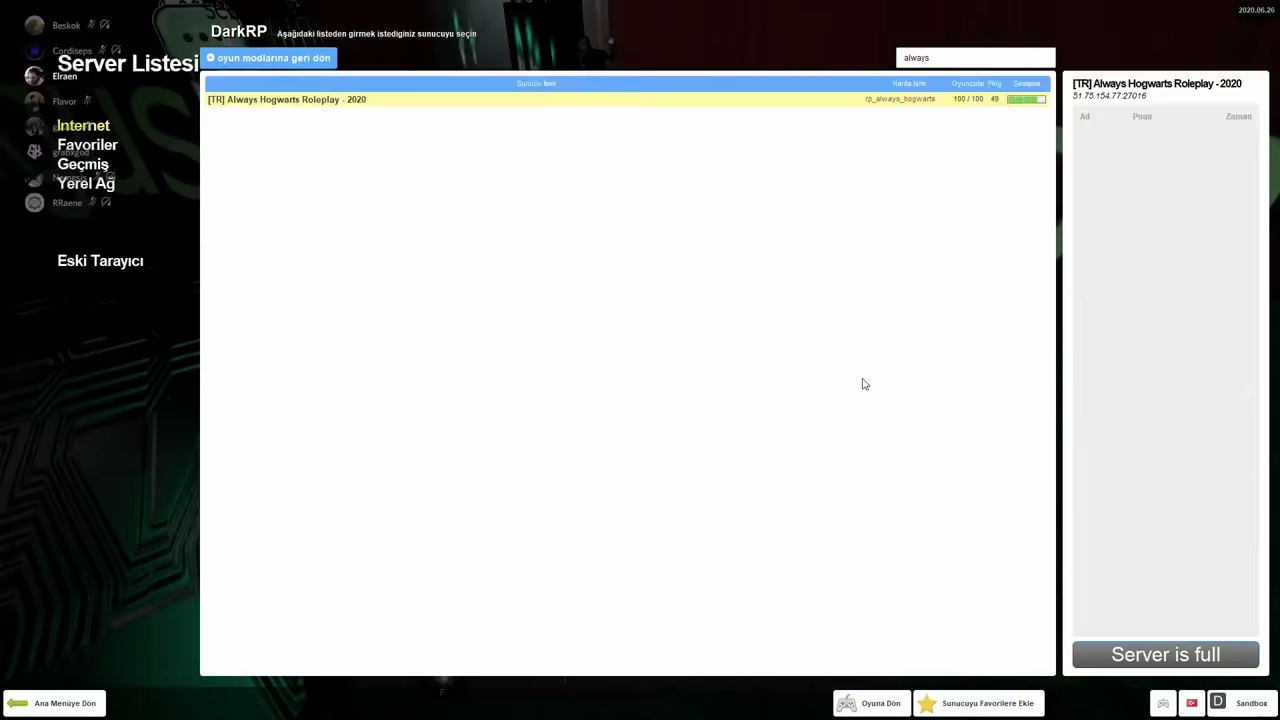 2020.06.26
Beskok
Cordiseps
Elraen
Flavor
grabxgod
Nemesis
RRaene
Server Listesi
Internet
Favoriler
Geçmiş
Yerel Ağ
Eski Tarayıcı
DarkRP Aşağıdaki listeden girmek istediginiz sunucuyu seçin
oyun modlarına geri dön
always
Sunucu İsmi Harita İsmi Oyuncular Ping
[TR] Always Hogwarts Roleplay - 2020 rp_always_hogwarts 100 / 100 49
[TR] Always Hogwarts Roleplay - 2020
51.75.154.77:27016
Ad Puan Zaman
Server is full
F
Ana Menüye Dön
Oyuna Dön
Sunucuyu Favorilere Ekle
D
Sandbox